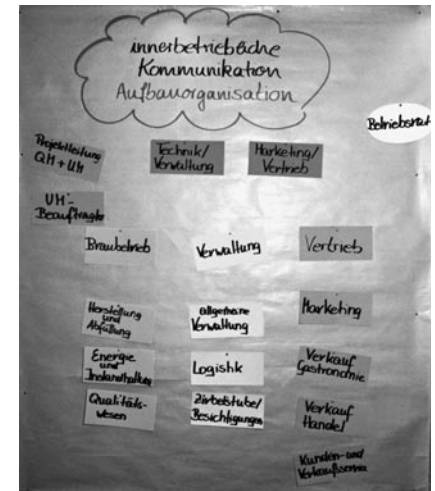 innerbetriebliche
Kommunikation
Aufbauorganisation
Betriebsrat
Projektleitung
QM + UM
Technik/
Verwaltung
Marketing/
Vertrieb
UM-
Beauftragte
Braubetrieb
Verwaltung
Vertrieb
Herstellung
und
Abfüllung
allgemeine
Verwaltung
Marketing
Energie
und
Instandhaltung
Logistik
Verkauf
Gastronomie
Qualitäts-
wesen
Zirbelstube/
Besichtigungen
Verkauf
Handel
Kunden- und
Verkaufsservice